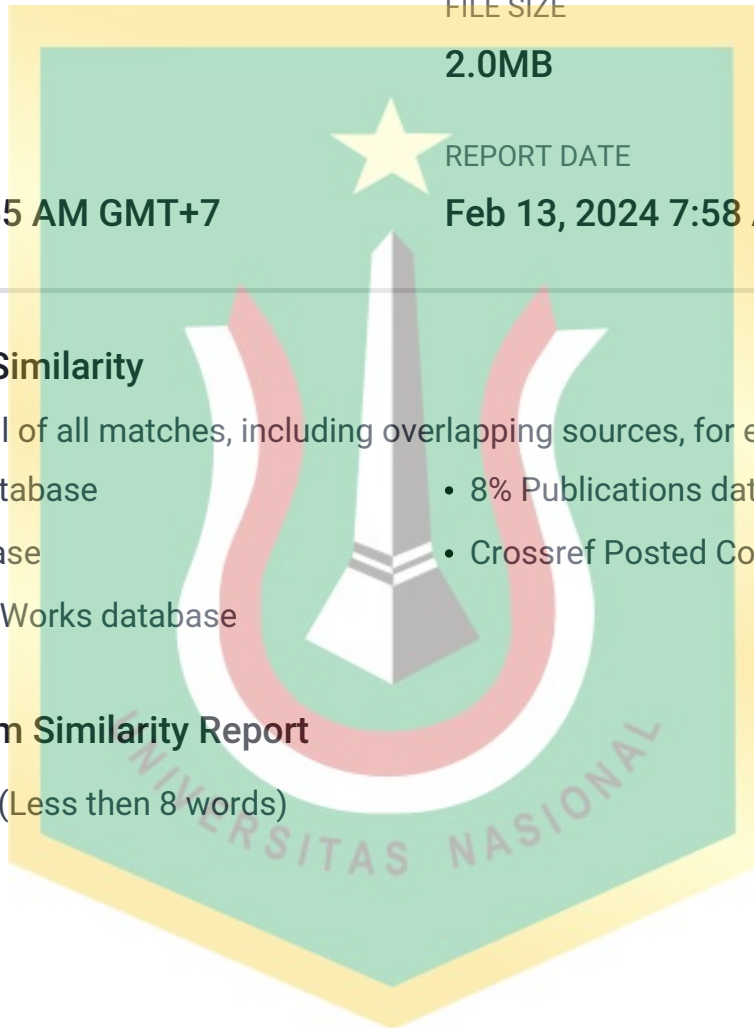 FILE SIZE
2.0MB
REPORT DATE
5 AM GMT+7
Feb 13, 2024 7:58
Similarity
l of all matches, including overlapping sources, for e
tabase
• 8% Publications dat
ase
• Crossref Posted Co
Works database
m Similarity Report
(Less then 8 words)
UNIVERSITAS NASIONAL